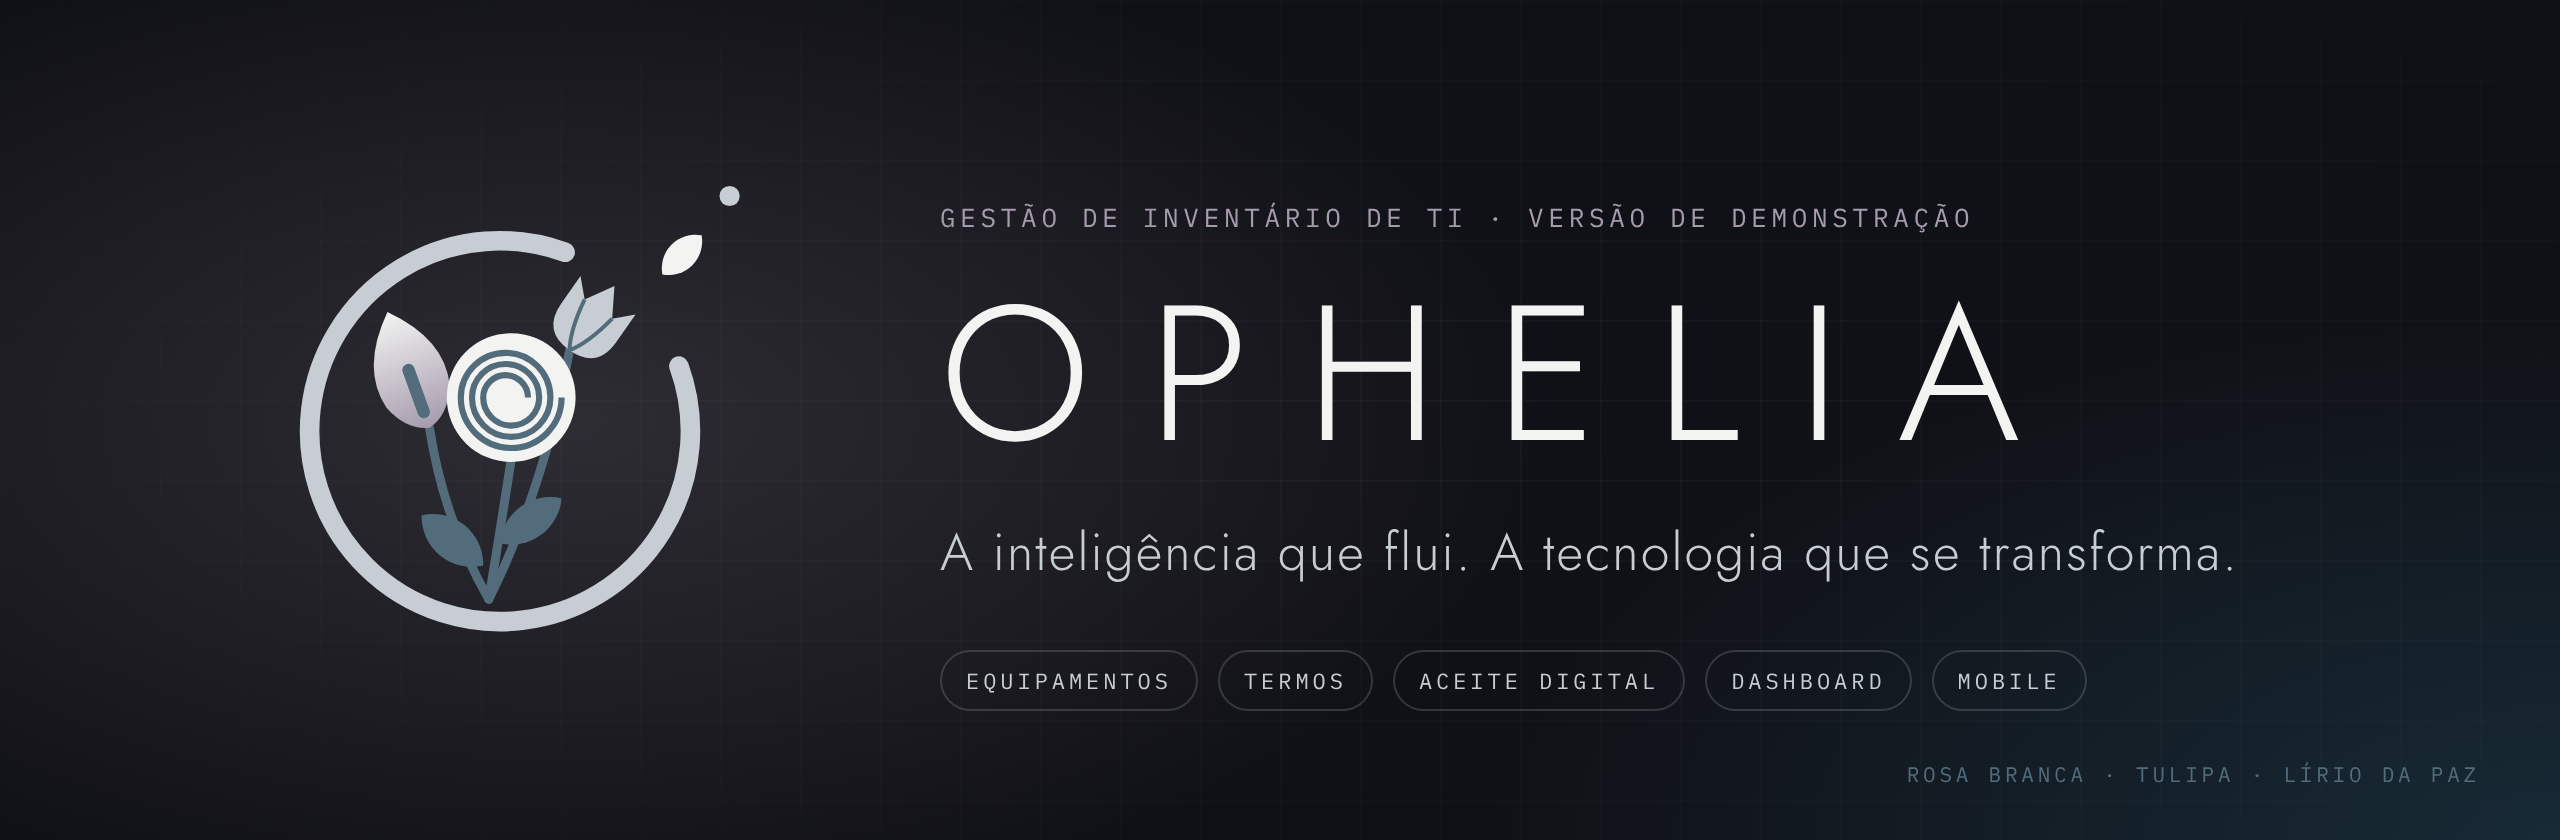 GESTÃO DE INVENTÁRIO DE TI · VERSÃO DE DEMONSTRAÇÃO
OPHELIA
A inteligência que flui. A tecnologia que se transforma.
EQUIPAMENTOS TERMOS ACEITE DIGITAL DASHBOARD MOBILE
ROSA BRANCA · TULIPA · LÍRIO DA PAZ